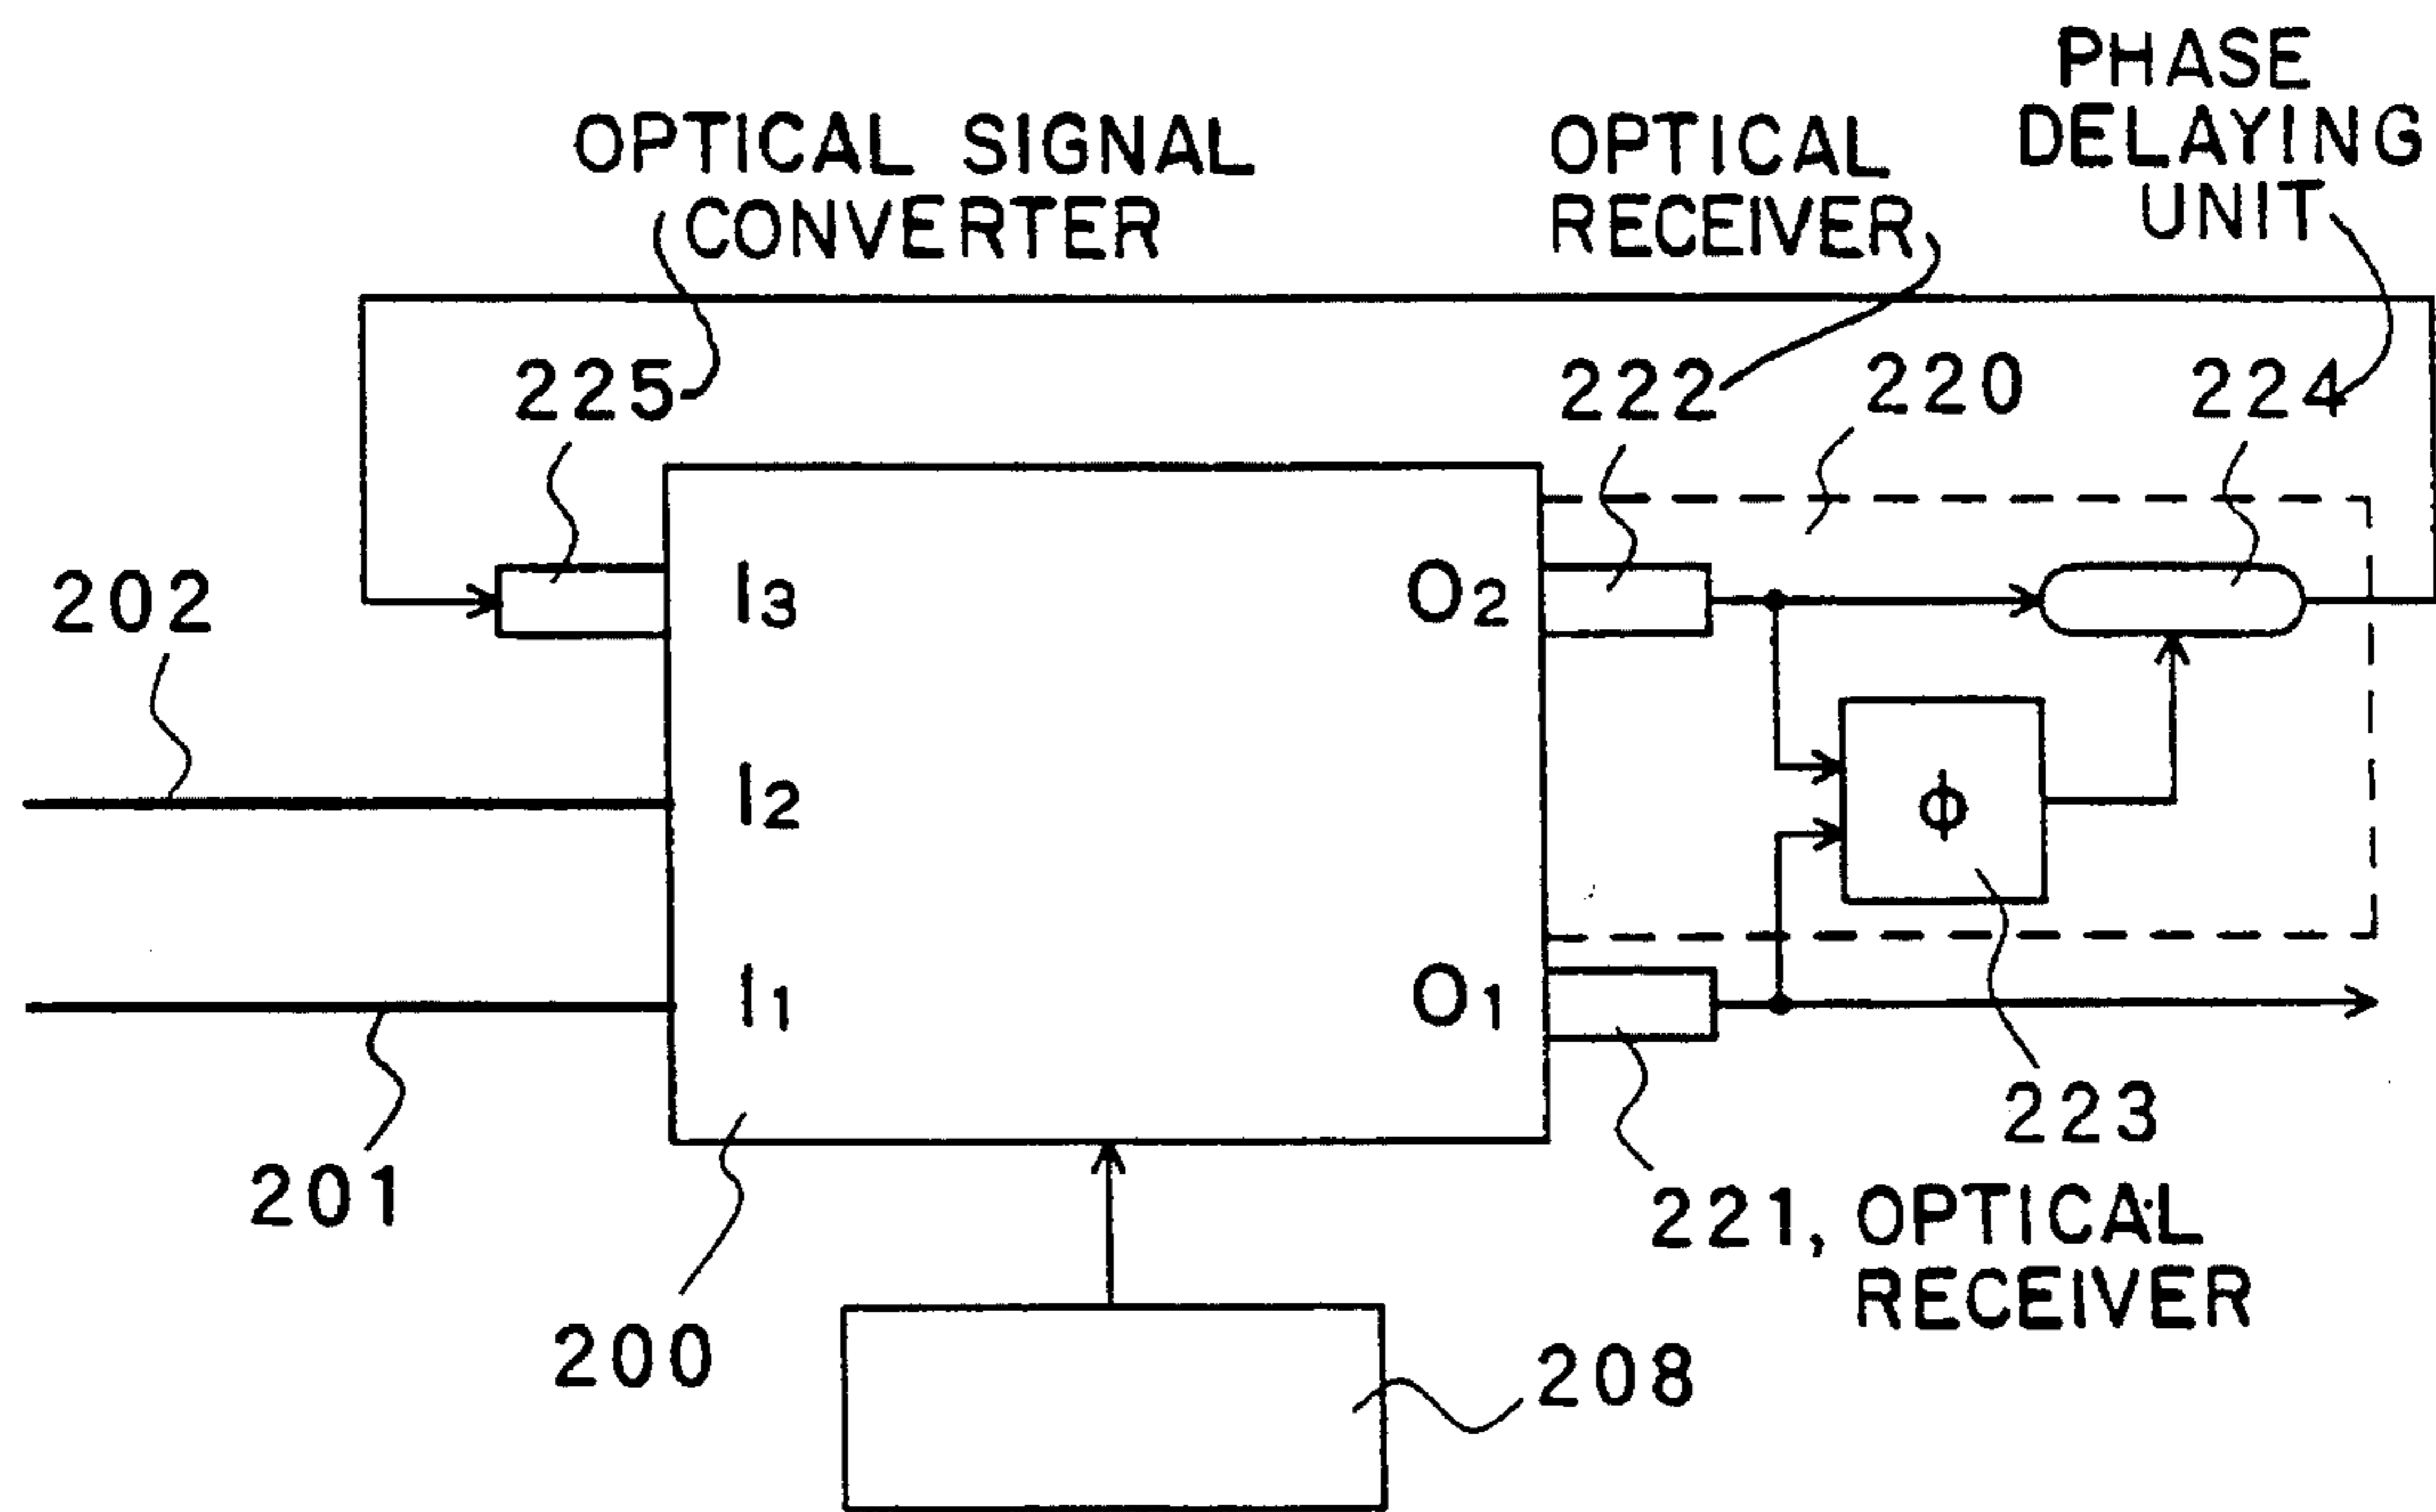 PHASE
DELAYING
UNIT
OPTICAL SIGNAL
CONVERTER
OPTICAL
RECEIVER
225
222
220
224
202
I3
O2
I2
ϕ
I1
O1
223
201
221, OPTICAL
RECEIVER
200
208